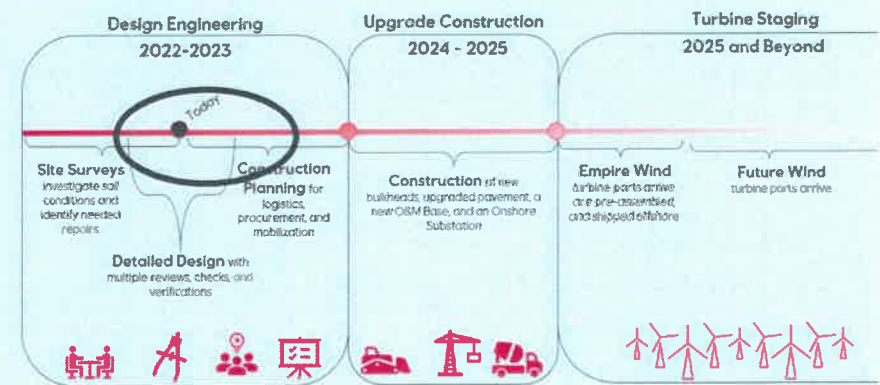 Design Engineering
2022-2023
Upgrade Construction
2024 - 2025
Turbine Staging
2025 and Beyond
Today
Site Surveys
investigate soil
conditions and
identify needed
repairs
Construction
Planning for
logistics,
procurement, and
mobilization
Detailed Design with
multiple reviews, checks, and
verifications
Construction of new
bulkheads, upgraded pavement, a
new O&M Base, and an Onshore
Substation
Empire Wind
turbine parts arrive
are pre-assembled,
and shipped offshore
Future Wind
turbine parts arrive